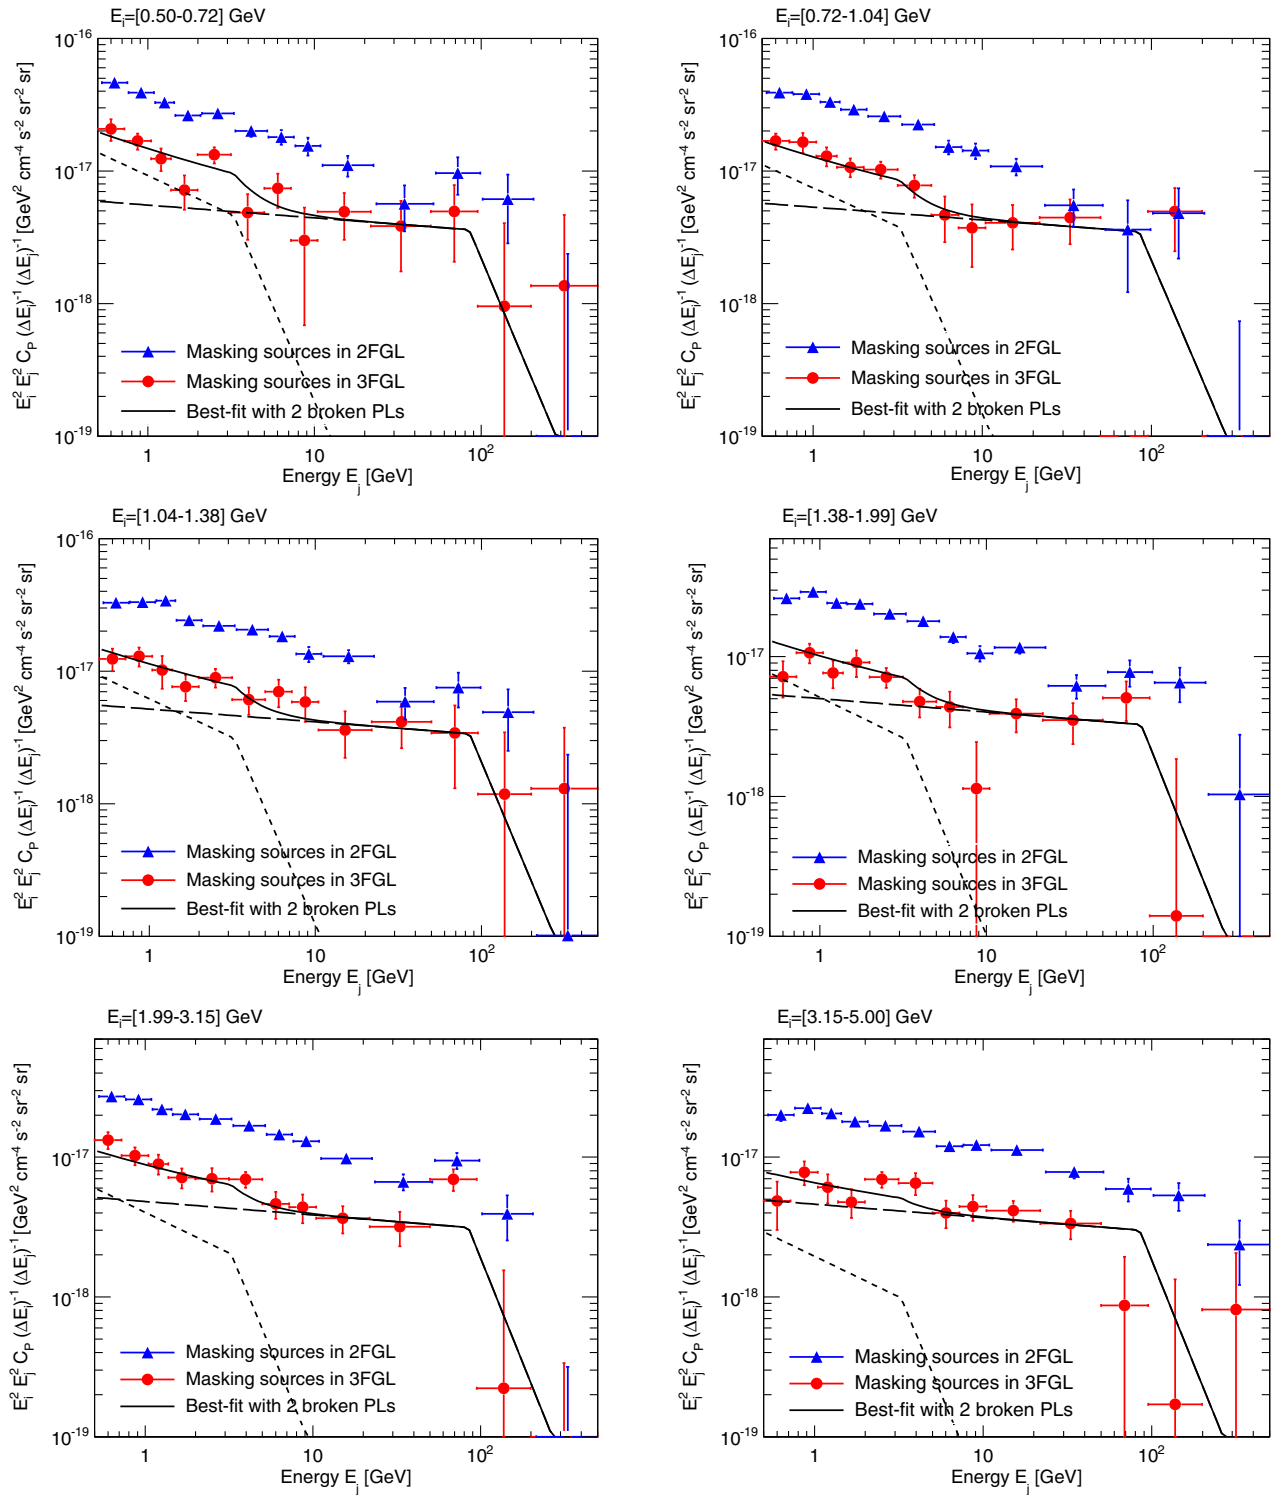 E_i=[0.50-0.72] GeV
10^-16
10^-17
10^-18
10^-19
E_i^2 E_j^2 C_P (ΔE_i)^-1 (ΔE_j)^-1 [GeV^2 cm^-4 s^-2 sr^-2 sr]
Masking sources in 2FGL
Masking sources in 3FGL
Best-fit with 2 broken PLs
1
10
10^2
Energy E_j [GeV]
E_i=[0.72-1.04] GeV
10^-16
10^-17
10^-18
10^-19
E_i^2 E_j^2 C_P (ΔE_i)^-1 (ΔE_j)^-1 [GeV^2 cm^-4 s^-2 sr^-2 sr]
Masking sources in 2FGL
Masking sources in 3FGL
Best-fit with 2 broken PLs
1
10
10^2
Energy E_j [GeV]
E_i=[1.04-1.38] GeV
10^-16
10^-17
10^-18
10^-19
E_i^2 E_j^2 C_P (ΔE_i)^-1 (ΔE_j)^-1 [GeV^2 cm^-4 s^-2 sr^-2 sr]
Masking sources in 2FGL
Masking sources in 3FGL
Best-fit with 2 broken PLs
1
10
10^2
Energy E_j [GeV]
E_i=[1.38-1.99] GeV
10^-17
10^-18
10^-19
E_i^2 E_j^2 C_P (ΔE_i)^-1 (ΔE_j)^-1 [GeV^2 cm^-4 s^-2 sr^-2 sr]
Masking sources in 2FGL
Masking sources in 3FGL
Best-fit with 2 broken PLs
1
10
10^2
Energy E_j [GeV]
E_i=[1.99-3.15] GeV
10^-17
10^-18
10^-19
E_i^2 E_j^2 C_P (ΔE_i)^-1 (ΔE_j)^-1 [GeV^2 cm^-4 s^-2 sr^-2 sr]
Masking sources in 2FGL
Masking sources in 3FGL
Best-fit with 2 broken PLs
1
10
10^2
Energy E_j [GeV]
E_i=[3.15-5.00] GeV
10^-17
10^-18
10^-19
E_i^2 E_j^2 C_P (ΔE_i)^-1 (ΔE_j)^-1 [GeV^2 cm^-4 s^-2 sr^-2 sr]
Masking sources in 2FGL
Masking sources in 3FGL
Best-fit with 2 broken PLs
1
10
10^2
Energy E_j [GeV]